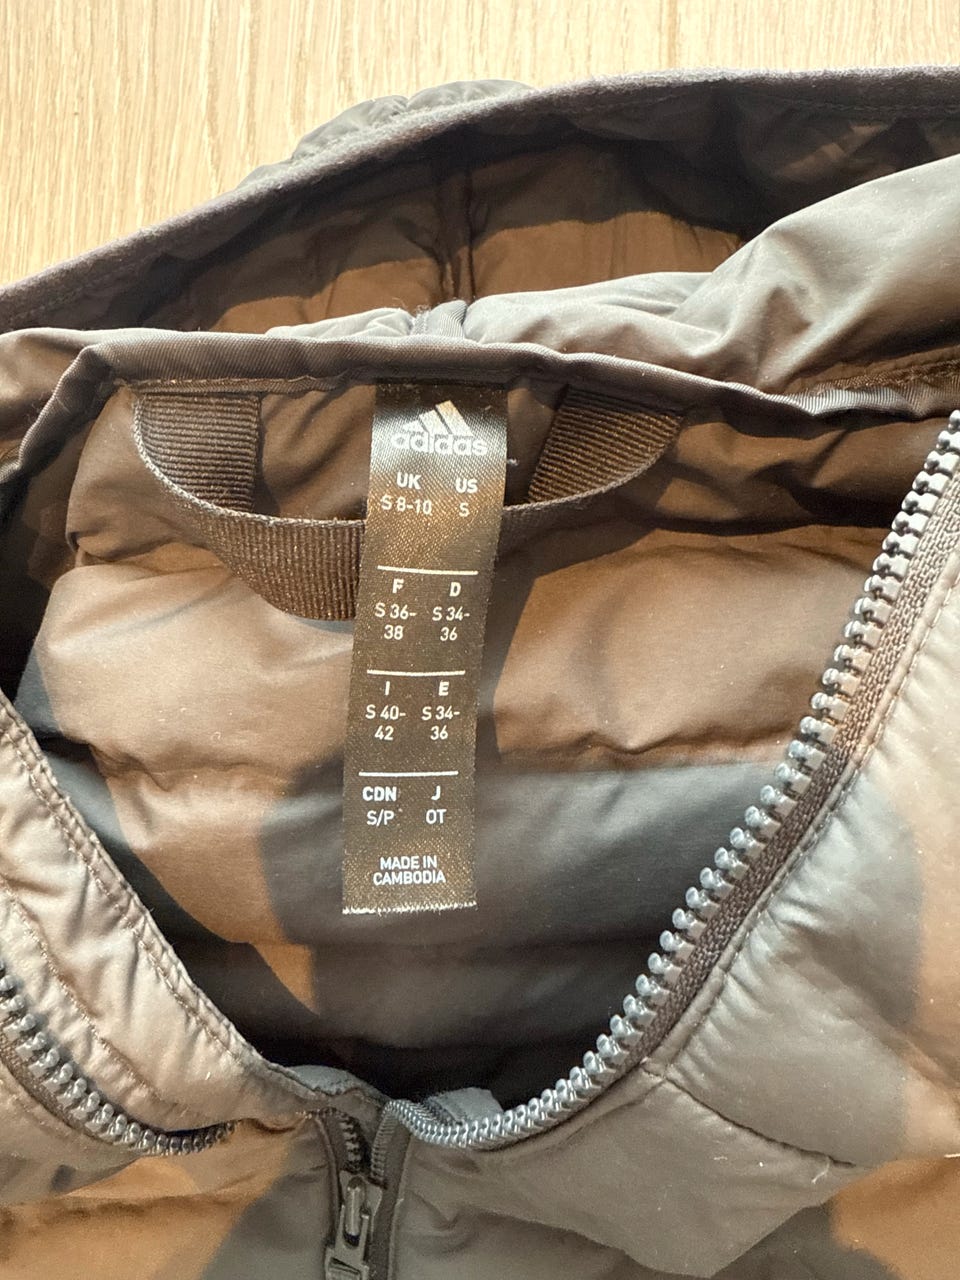 adidas
UK US
S 8-10 S
F D
S 36- S 34-
38 36
I E
S 40- S 34-
42 36
CDN J
S/P OT
MADE IN
CAMBODIA